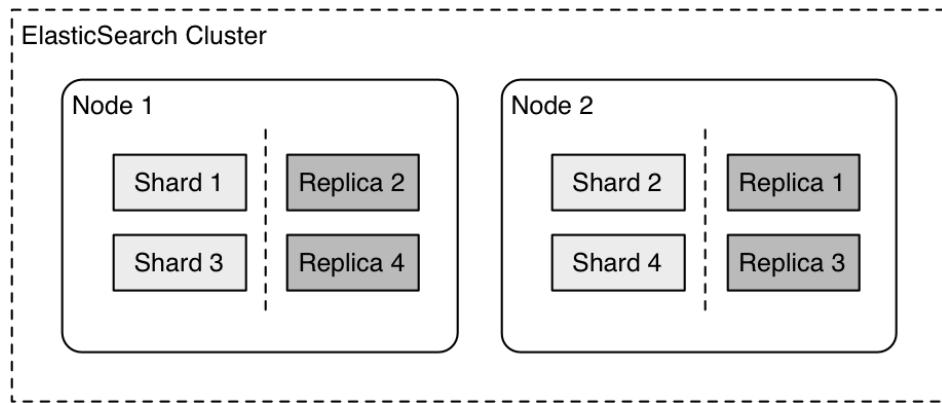 ElasticSearch Cluster
Node 1
Shard 1
Replica 2
Shard 3
Replica 4
Node 2
Shard 2
Replica 1
Shard 4
Replica 3